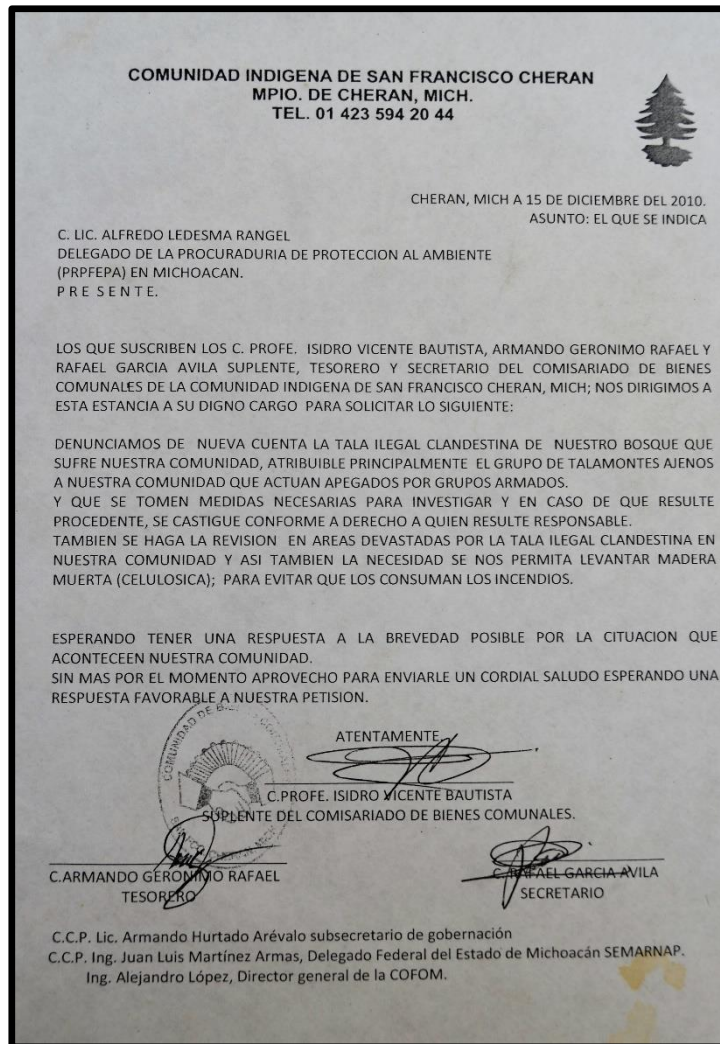 COMUNIDAD INDIGENA DE SAN FRANCISCO CHERAN
MPIO. DE CHERAN, MICH.
TEL. 01 423 594 20 44
CHERAN, MICH A 15 DE DICIEMBRE DEL 2010.
ASUNTO: EL QUE SE INDICA
C. LIC. ALFREDO LEDESMA RANGEL
DELEGADO DE LA PROCURADURIA DE PROTECCION AL AMBIENTE
(PRPFEPA) EN MICHOACAN.
P R E S E N T E.
LOS QUE SUSCRIBEN LOS C. PROFE. ISIDRO VICENTE BAUTISTA, ARMANDO GERONIMO RAFAEL Y
RAFAEL GARCIA AVILA SUPLENTE, TESORERO Y SECRETARIO DEL COMISARIADO DE BIENES
COMUNALES DE LA COMUNIDAD INDIGENA DE SAN FRANCISCO CHERAN, MICH; NOS DIRIGIMOS A
ESTA ESTANCIA A SU DIGNO CARGO PARA SOLICITAR LO SIGUIENTE:
DENUNCIAMOS DE NUEVA CUENTA LA TALA ILEGAL CLANDESTINA DE NUESTRO BOSQUE QUE
SUFRE NUESTRA COMUNIDAD, ATRIBUIBLE PRINCIPALMENTE EL GRUPO DE TALAMONTES AJENOS
A NUESTRA COMUNIDAD QUE ACTUAN APEGADOS POR GRUPOS ARMADOS.
Y QUE SE TOMEN MEDIDAS NECESARIAS PARA INVESTIGAR Y EN CASO DE QUE RESULTE
PROCEDENTE, SE CASTIGUE CONFORME A DERECHO A QUIEN RESULTE RESPONSABLE.
TAMBIEN SE HAGA LA REVISION EN AREAS DEVASTADAS POR LA TALA ILEGAL CLANDESTINA EN
NUESTRA COMUNIDAD Y ASI TAMBIEN LA NECESIDAD SE NOS PERMITA LEVANTAR MADERA
MUERTA (CELULOSICA); PARA EVITAR QUE LOS CONSUMAN LOS INCENDIOS.
ESPERANDO TENER UNA RESPUESTA A LA BREVEDAD POSIBLE POR LA CITUACION QUE
ACONTECEEN NUESTRA COMUNIDAD.
SIN MAS POR EL MOMENTO APROVECHO PARA ENVIARLE UN CORDIAL SALUDO ESPERANDO UNA
RESPUESTA FAVORABLE A NUESTRA PETISION.
COMUNIDAD DE
ATENTAMENTE
C.PROFE. ISIDRO VICENTE BAUTISTA
SUPLENTE DEL COMISARIADO DE BIENES COMUNALES.
C.ARMANDO GERONIMO RAFAEL
TESORERO
C. RAFAEL GARCIA AVILA
SECRETARIO
C.C.P. Lic. Armando Hurtado Arévalo subsecretario de gobernación
C.C.P. Ing. Juan Luis Martínez Armas, Delegado Federal del Estado de Michoacán SEMARNAP.
Ing. Alejandro López, Director general de la COFOM.